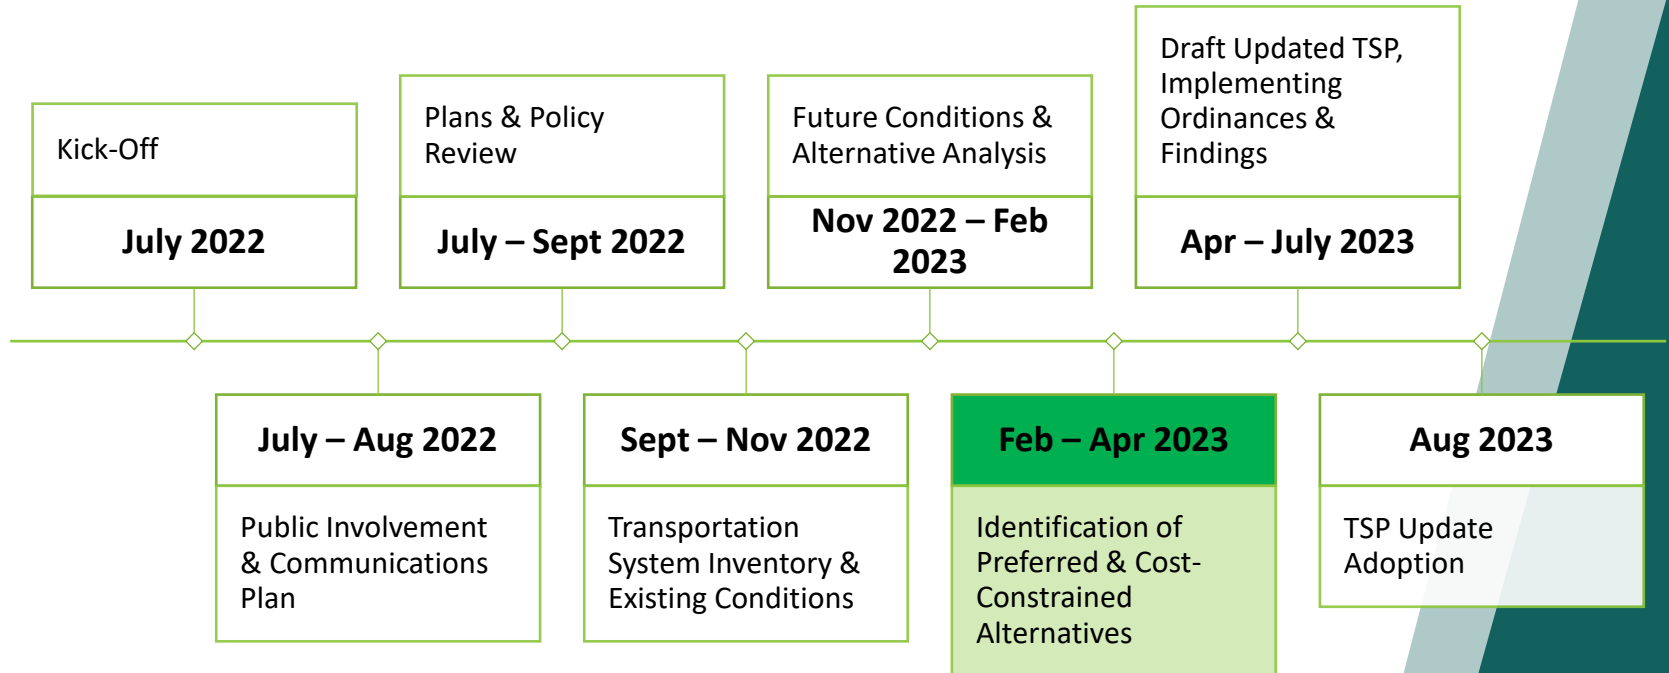 Kick-Off
July 2022
July – Aug 2022
Public Involvement
& Communications
Plan
Plans & Policy
Review
July – Sept 2022
Sept – Nov 2022
Transportation
System Inventory &
Existing Conditions
Future Conditions &
Alternative Analysis
Nov 2022 – Feb
2023
Feb – Apr 2023
Identification of
Preferred & Cost-
Constrained
Alternatives
Draft Updated TSP,
Implementing
Ordinances &
Findings
Apr – July 2023
Aug 2023
TSP Update
Adoption